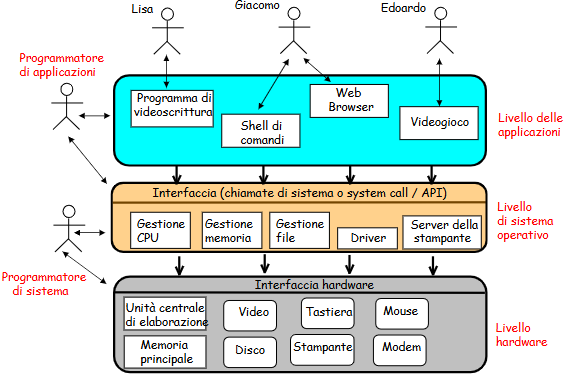 Lisa
Giacomo
Edoardo
Programmatore
di applicazioni
Programma di
videoscrittura
Shell di
comandi
Web
Browser
Videogioco
Livello delle
applicazioni
Interfaccia (chiamate di sistema o system call / API)
Gestione
CPU
Gestione
memoria
Gestione
file
Driver
Server della
stampante
Livello
di sistema
operativo
Programmatore
di sistema
Interfaccia hardware
Unità centrale
di elaborazione
Video
Tastiera
Mouse
Memoria
principale
Disco
Stampante
Modem
Livello
hardware